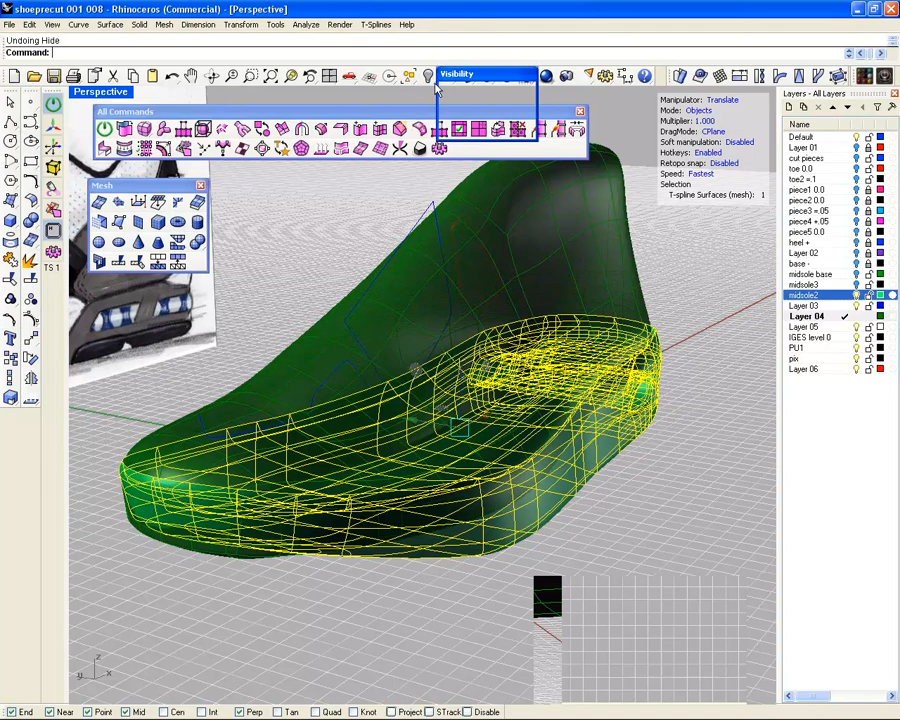 shoeprecut 001 008 - Rhinoceros (Commercial) - [Perspective]
File Edit View Curve Surface Solid Mesh Dimension Transform Tools Analyze Render T-Splines Help
Undoing Hide
Command:
Visibility
Perspective
All Commands
Mesh
TS 1
Manipulator: Translate
Mode: Objects
Multiplier: 1.000
DragMode: CPlane
Soft manipulation: Disabled
Hotkeys: Enabled
Retopo snap: Disabled
Speed: Fastest
Selection
T-spline Surfaces (mesh): 1
Layers - All Layers
Name
Default
Layer 01
cut pieces
toe 0.0
toe2 =.1
piece1 0.0
piece2 0.0
piece3 =.05
piece4 +.05
piece5 0.0
heel +
Layer 02
base -
midsole base
midsole3
midsole2
Layer 03
Layer 04
Layer 05
IGES level 0
PU1
pix
Layer 06
z
y x
End Near Point Mid Cen Int Perp Tan Quad Knot Project STrack Disable